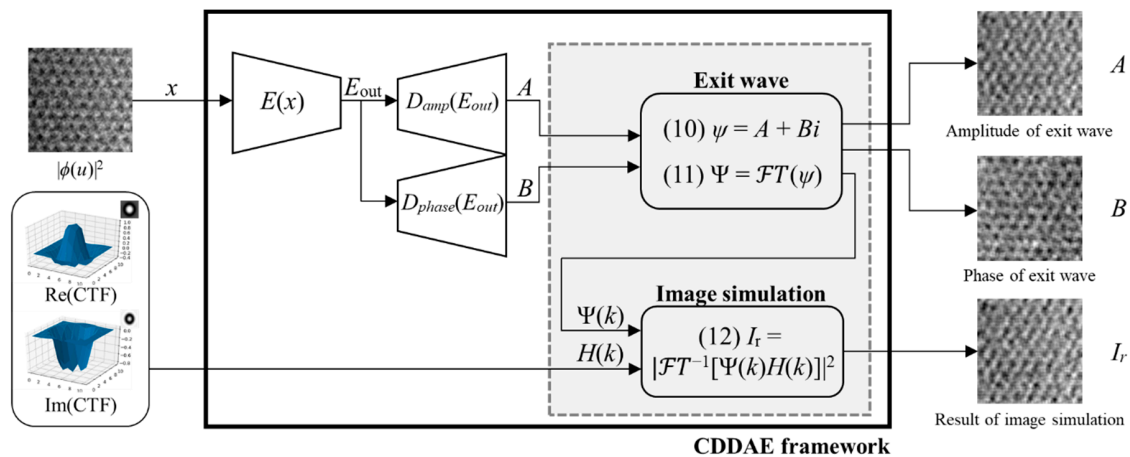 |ϕ(u)|²
x
E(x)
E_out
D_amp(E_out)
D_phase(E_out)
A
B
Exit wave
(10) ψ = A + Bi
(11) Ψ = ℱT(ψ)
Image simulation
Ψ(k)
H(k)
(12) I_r =
|ℱT⁻¹[Ψ(k)H(k)]|²
CDDAE framework
Re(CTF)
Im(CTF)
A
Amplitude of exit wave
B
Phase of exit wave
I_r
Result of image simulation